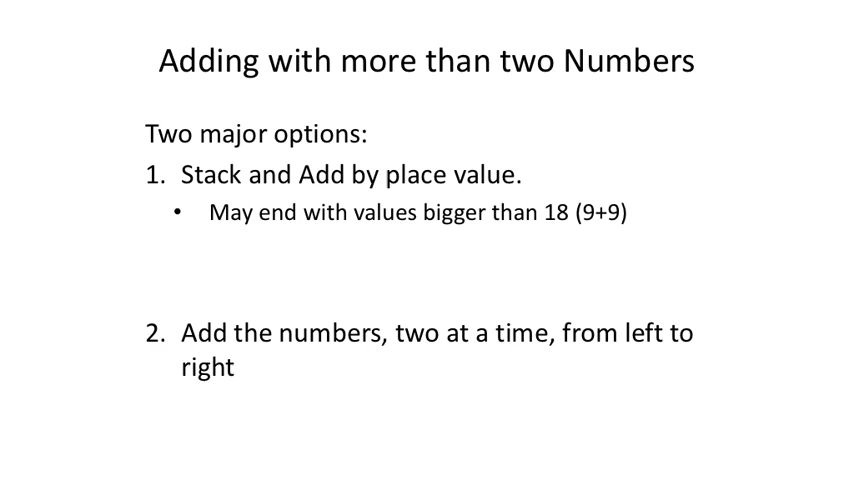 Adding with more than two Numbers
Two major options:
1. Stack and Add by place value.
• May end with values bigger than 18 (9+9)
2. Add the numbers, two at a time, from left to
right